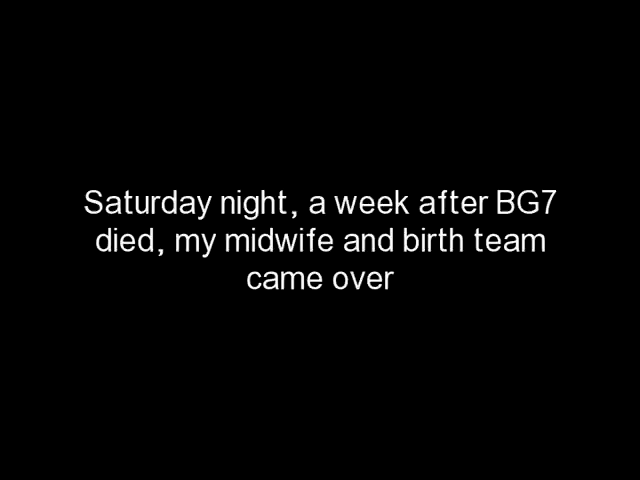 Saturday night, a week after BG7
died, my midwife and birth team
came over